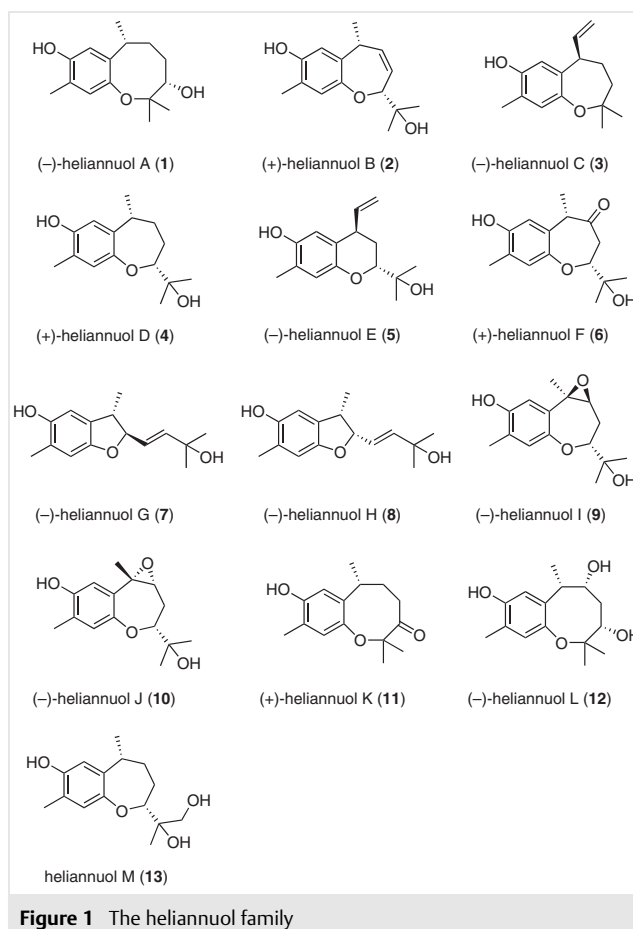 HO HO HO
OH
O O O
OH
(–)-heliannuol A (1) (+)-heliannuol B (2) (–)-heliannuol C (3)
O
HO HO HO
O O O
OH OH OH
(+)-heliannuol D (4) (–)-heliannuol E (5) (+)-heliannuol F (6)
O
HO HO HO
O O O
OH OH OH
(–)-heliannuol G (7) (–)-heliannuol H (8) (–)-heliannuol I (9)
O OH
HO HO HO
O O O O OH
OH
(–)-heliannuol J (10) (+)-heliannuol K (11) (–)-heliannuol L (12)
HO
OH
O
OH
heliannuol M (13)
Figure 1 The heliannuol family